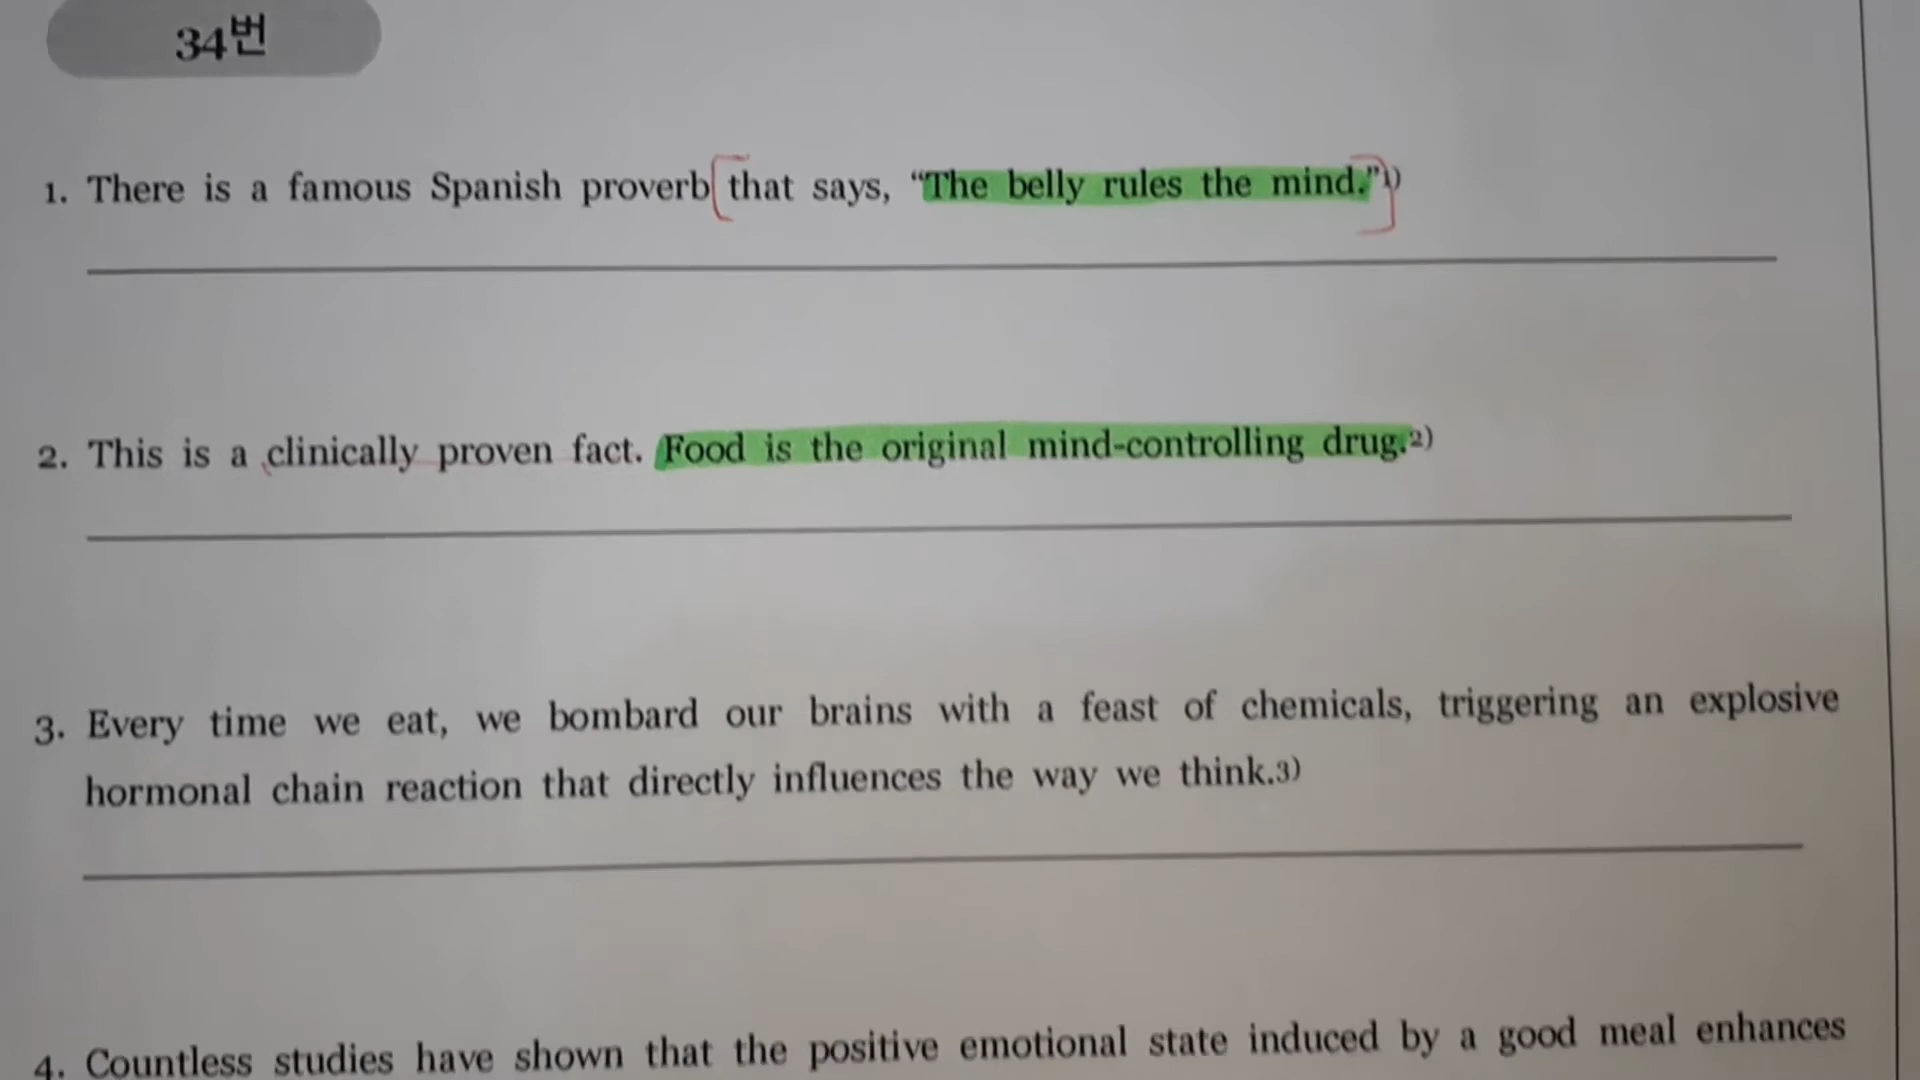 34번
1. There is a famous Spanish proverb that says, “The belly rules the mind.”1)
2. This is a clinically proven fact. Food is the original mind-controlling drug.2)
3. Every time we eat, we bombard our brains with a feast of chemicals, triggering an explosive
hormonal chain reaction that directly influences the way we think.3)
4. Countless studies have shown that the positive emotional state induced by a good meal enhances